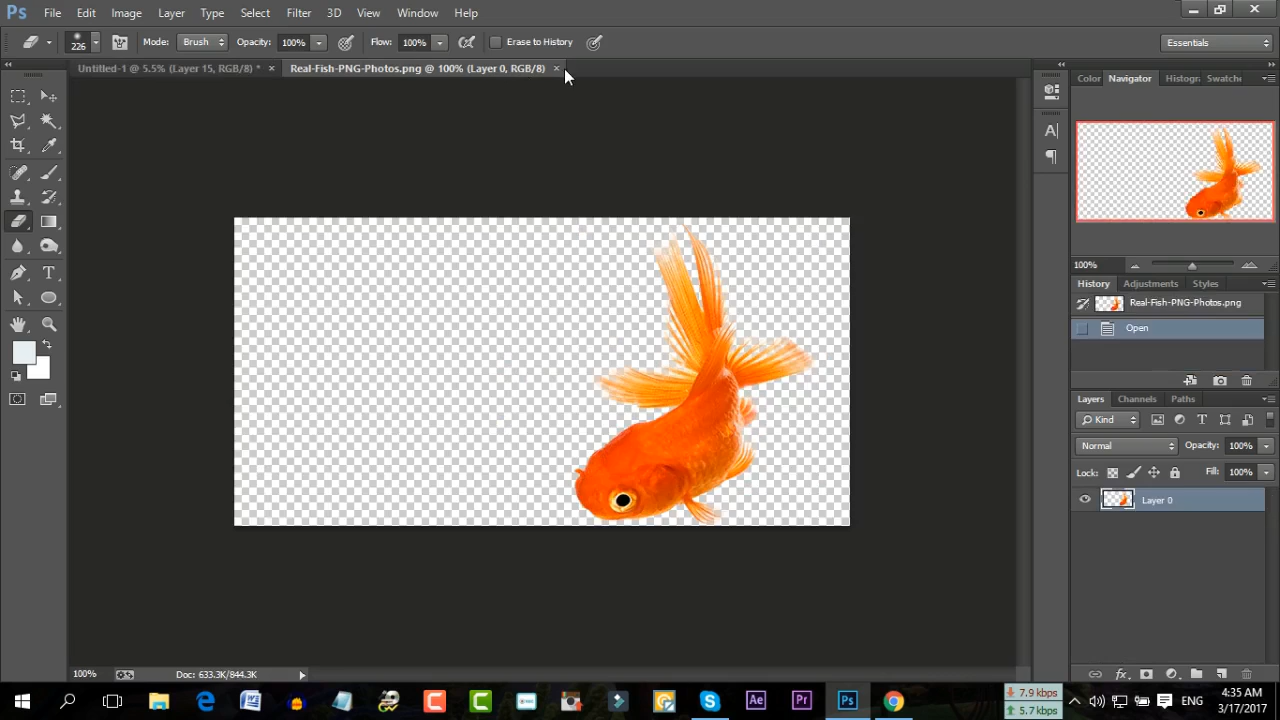 Ps File Edit Image Layer Type Select Filter 3D View Window Help
226 Mode: Brush Opacity: 100% Flow: 100% Erase to History Essentials
Untitled-1 @ 5.5% (Layer 15, RGB/8) * × Real-Fish-PNG-Photos.png @ 100% (Layer 0, RGB/8) ×
Color Navigator Histogr Swatche
100%
History Adjustments Styles
Real-Fish-PNG-Photos.png
Open
Layers Channels Paths
Kind
Normal Opacity: 100%
Lock: Fill: 100%
Layer 0
100% Doc: 633.3K/844.3K
Ae Pr Ps
7.9 kbps
5.7 kbps
ENG
4:35 AM
3/17/2017